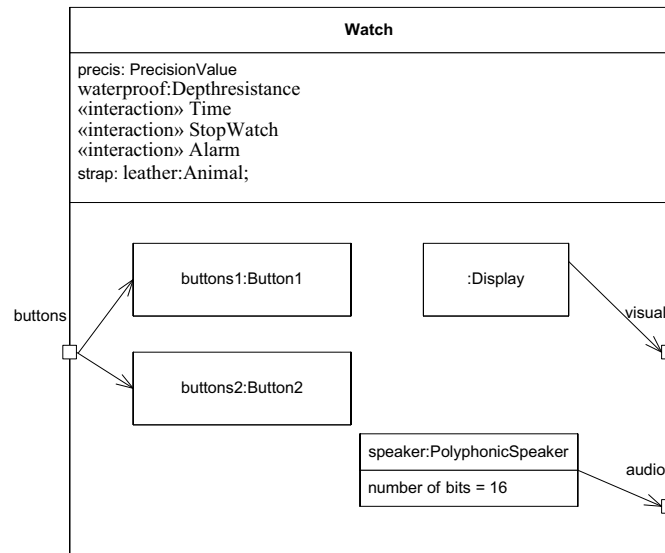 Watch
precis: PrecisionValue
waterproof:Depthresistance
«interaction» Time
«interaction» StopWatch
«interaction» Alarm
strap: leather:Animal;
buttons1:Button1
:Display
buttons
visual
buttons2:Button2
speaker:PolyphonicSpeaker
audio
number of bits = 16